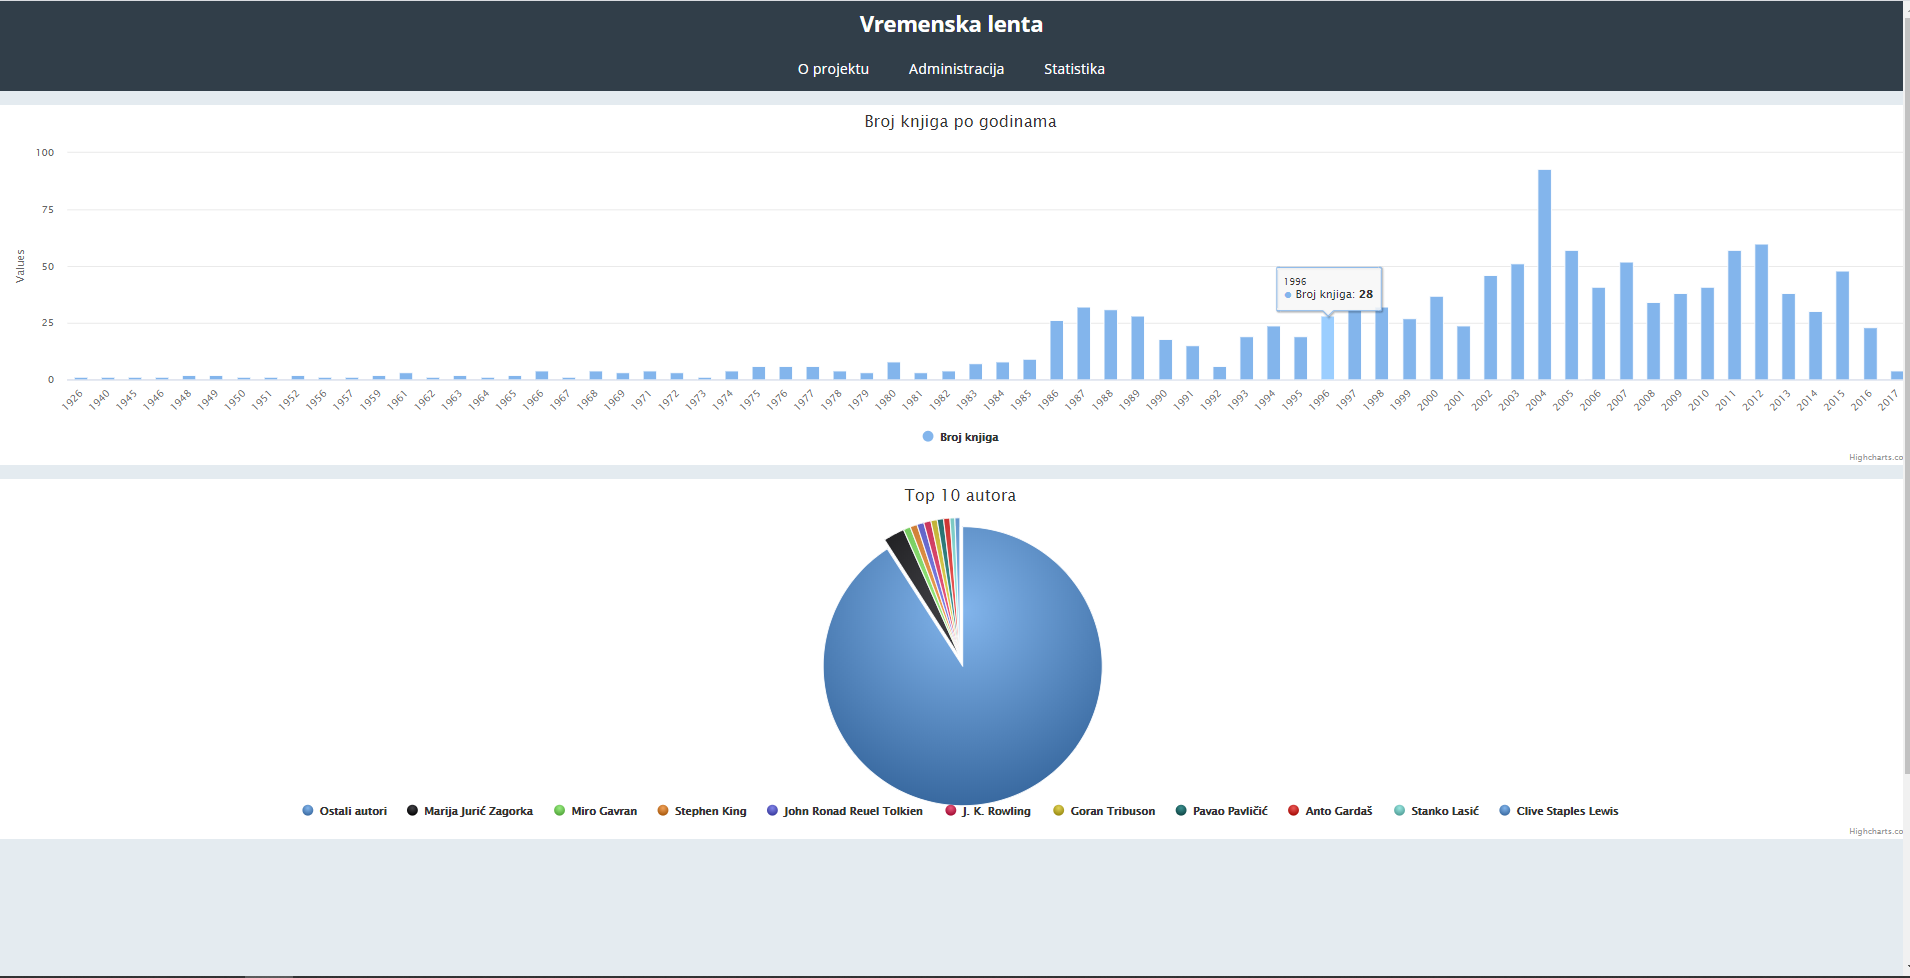 Vremenska lenta
O projektu Administracija Statistika
Broj knjiga po godinama
100
75
50
25
0
Values
1996
Broj knjiga: 28
1926 1940 1945 1946 1948 1949 1950 1951 1952 1956 1957 1959 1961 1962 1963 1964 1965 1966 1967 1968 1969 1971 1972 1973 1974 1975 1976 1977 1978 1979 1980 1981 1982 1983 1984 1985 1986 1987 1988 1989 1990 1991 1992 1993 1994 1995 1996 1997 1998 1999 2000 2001 2002 2003 2004 2005 2006 2007 2008 2009 2010 2011 2012 2013 2014 2015 2016 2017
Broj knjiga
Highcharts.co
Top 10 autora
Ostali autori Marija Jurić Zagorka Miro Gavran Stephen King John Ronad Reuel Tolkien J. K. Rowling Goran Tribuson Pavao Pavličić Anto Gardaš Stanko Lasić Clive Staples Lewis
Highcharts.co